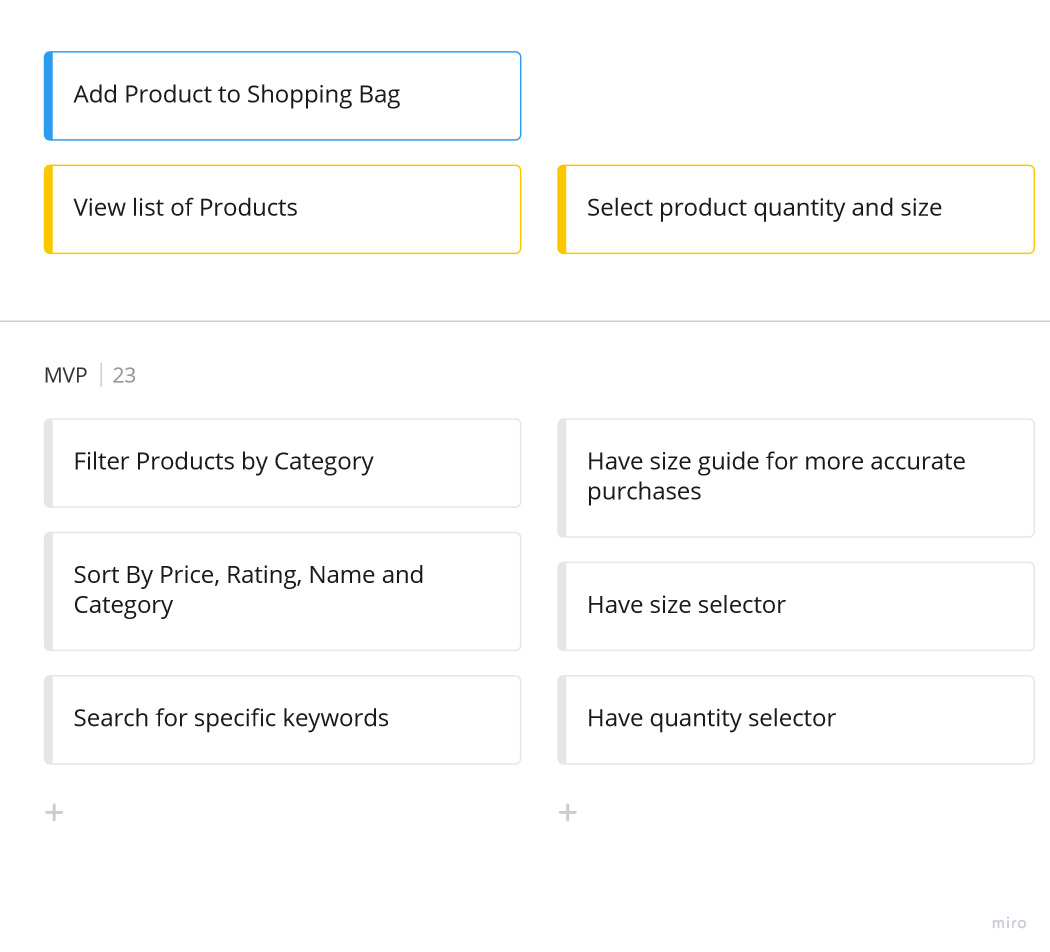 Add Product to Shopping Bag
View list of Products
Select product quantity and size
MVP 23
Filter Products by Category
Have size guide for more accurate
purchases
Sort By Price, Rating, Name and
Category
Have size selector
Search for specific keywords
Have quantity selector
miro